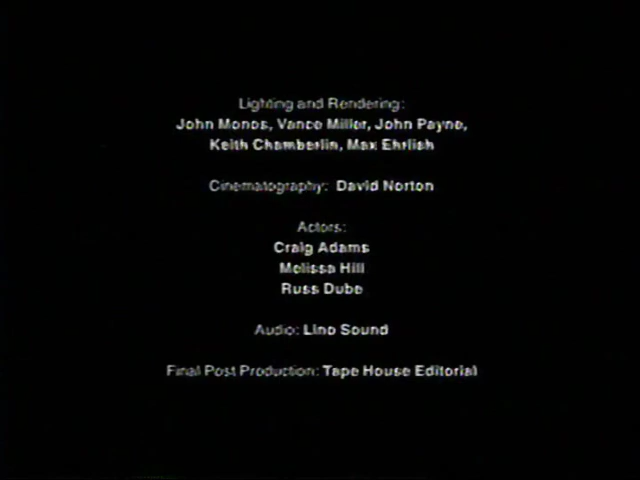 Lighting and Rendering:
John Monos, Vance Miller, John Payne,
Keith Chamberlin, Max Ehrlish
Cinematography: David Norton
Actors:
Craig Adams
Melissa Hill
Russ Dube
Audio: Lino Sound
Final Post Production: Tape House Editorial